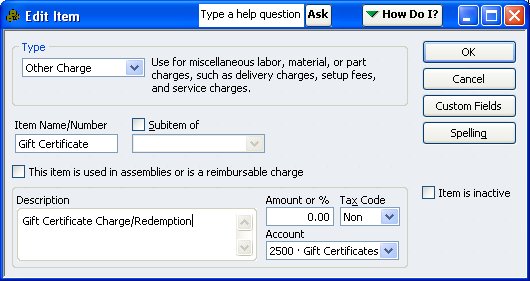 Edit Item
Type a help question Ask
How Do I?
Type
Other Charge
Use for miscellaneous labor, material, or part
charges, such as delivery charges, setup fees,
and service charges.
OK
Cancel
Custom Fields
Spelling
Item Name/Number
Subitem of
Gift Certificate
This item is used in assemblies or is a reimbursable charge
Item is inactive
Description
Gift Certificate Charge/Redemption
Amount or %
Tax Code
0.00
Non
Account
2500 · Gift Certificates